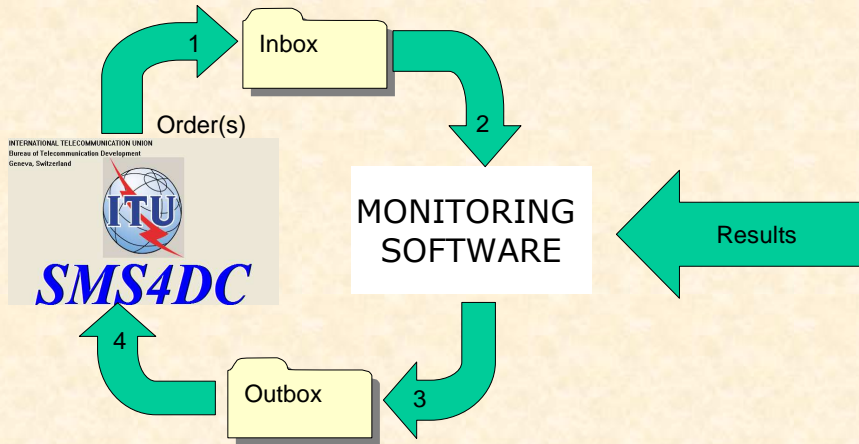 1
Inbox
2
Order(s)
INTERNATIONAL TELECOMMUNICATION UNION
Bureau of Telecommunication Development
Geneva, Switzerland
ITU
SMS4DC
MONITORING
SOFTWARE
Results
4
Outbox
3